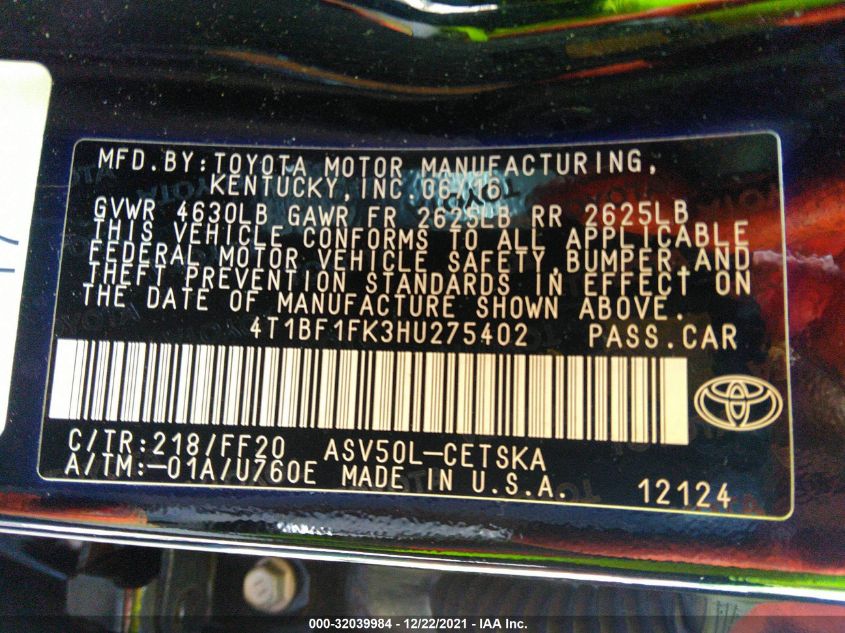 MFD.BY:TOYOTA MOTOR MANUFACTURING,
KENTUCKY,INC. 06/16
GVWR 4630LB GAWR FR 2625LB RR 2625LB
THIS VEHICLE CONFORMS TO ALL APPLICABLE
FEDERAL MOTOR VEHICLE SAFETY,BUMPER,AND
THEFT PREVENTION STANDARDS IN EFFECT ON
THE DATE OF MANUFACTURE SHOWN ABOVE.
4T1BF1FK3HU275402 PASS.CAR
C/TR:218/FF20 ASV50L-CETSKA
A/TM:-01A/U760E MADE IN U.S.A. 12124
000-32039984 - 12/22/2021 - IAA Inc.